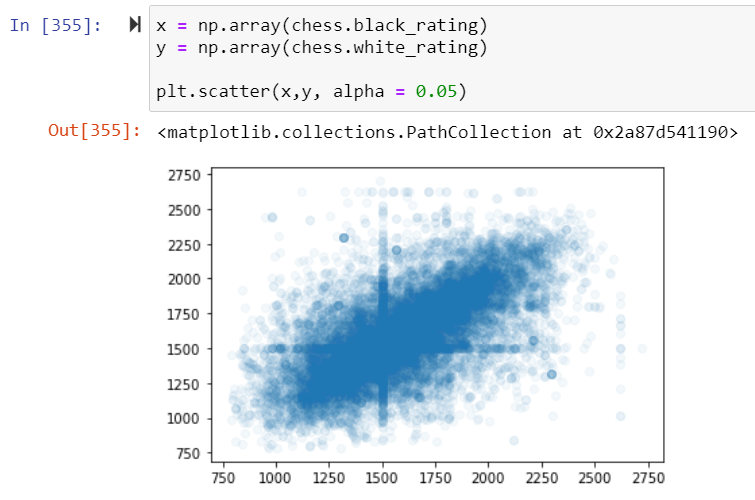 In [355]:
x = np.array(chess.black_rating)
y = np.array(chess.white_rating)
plt.scatter(x,y, alpha = 0.05)
Out[355]: <matplotlib.collections.PathCollection at 0x2a87d541190>
2750
2500
2250
2000
1750
1500
1250
1000
750
750 1000 1250 1500 1750 2000 2250 2500 2750